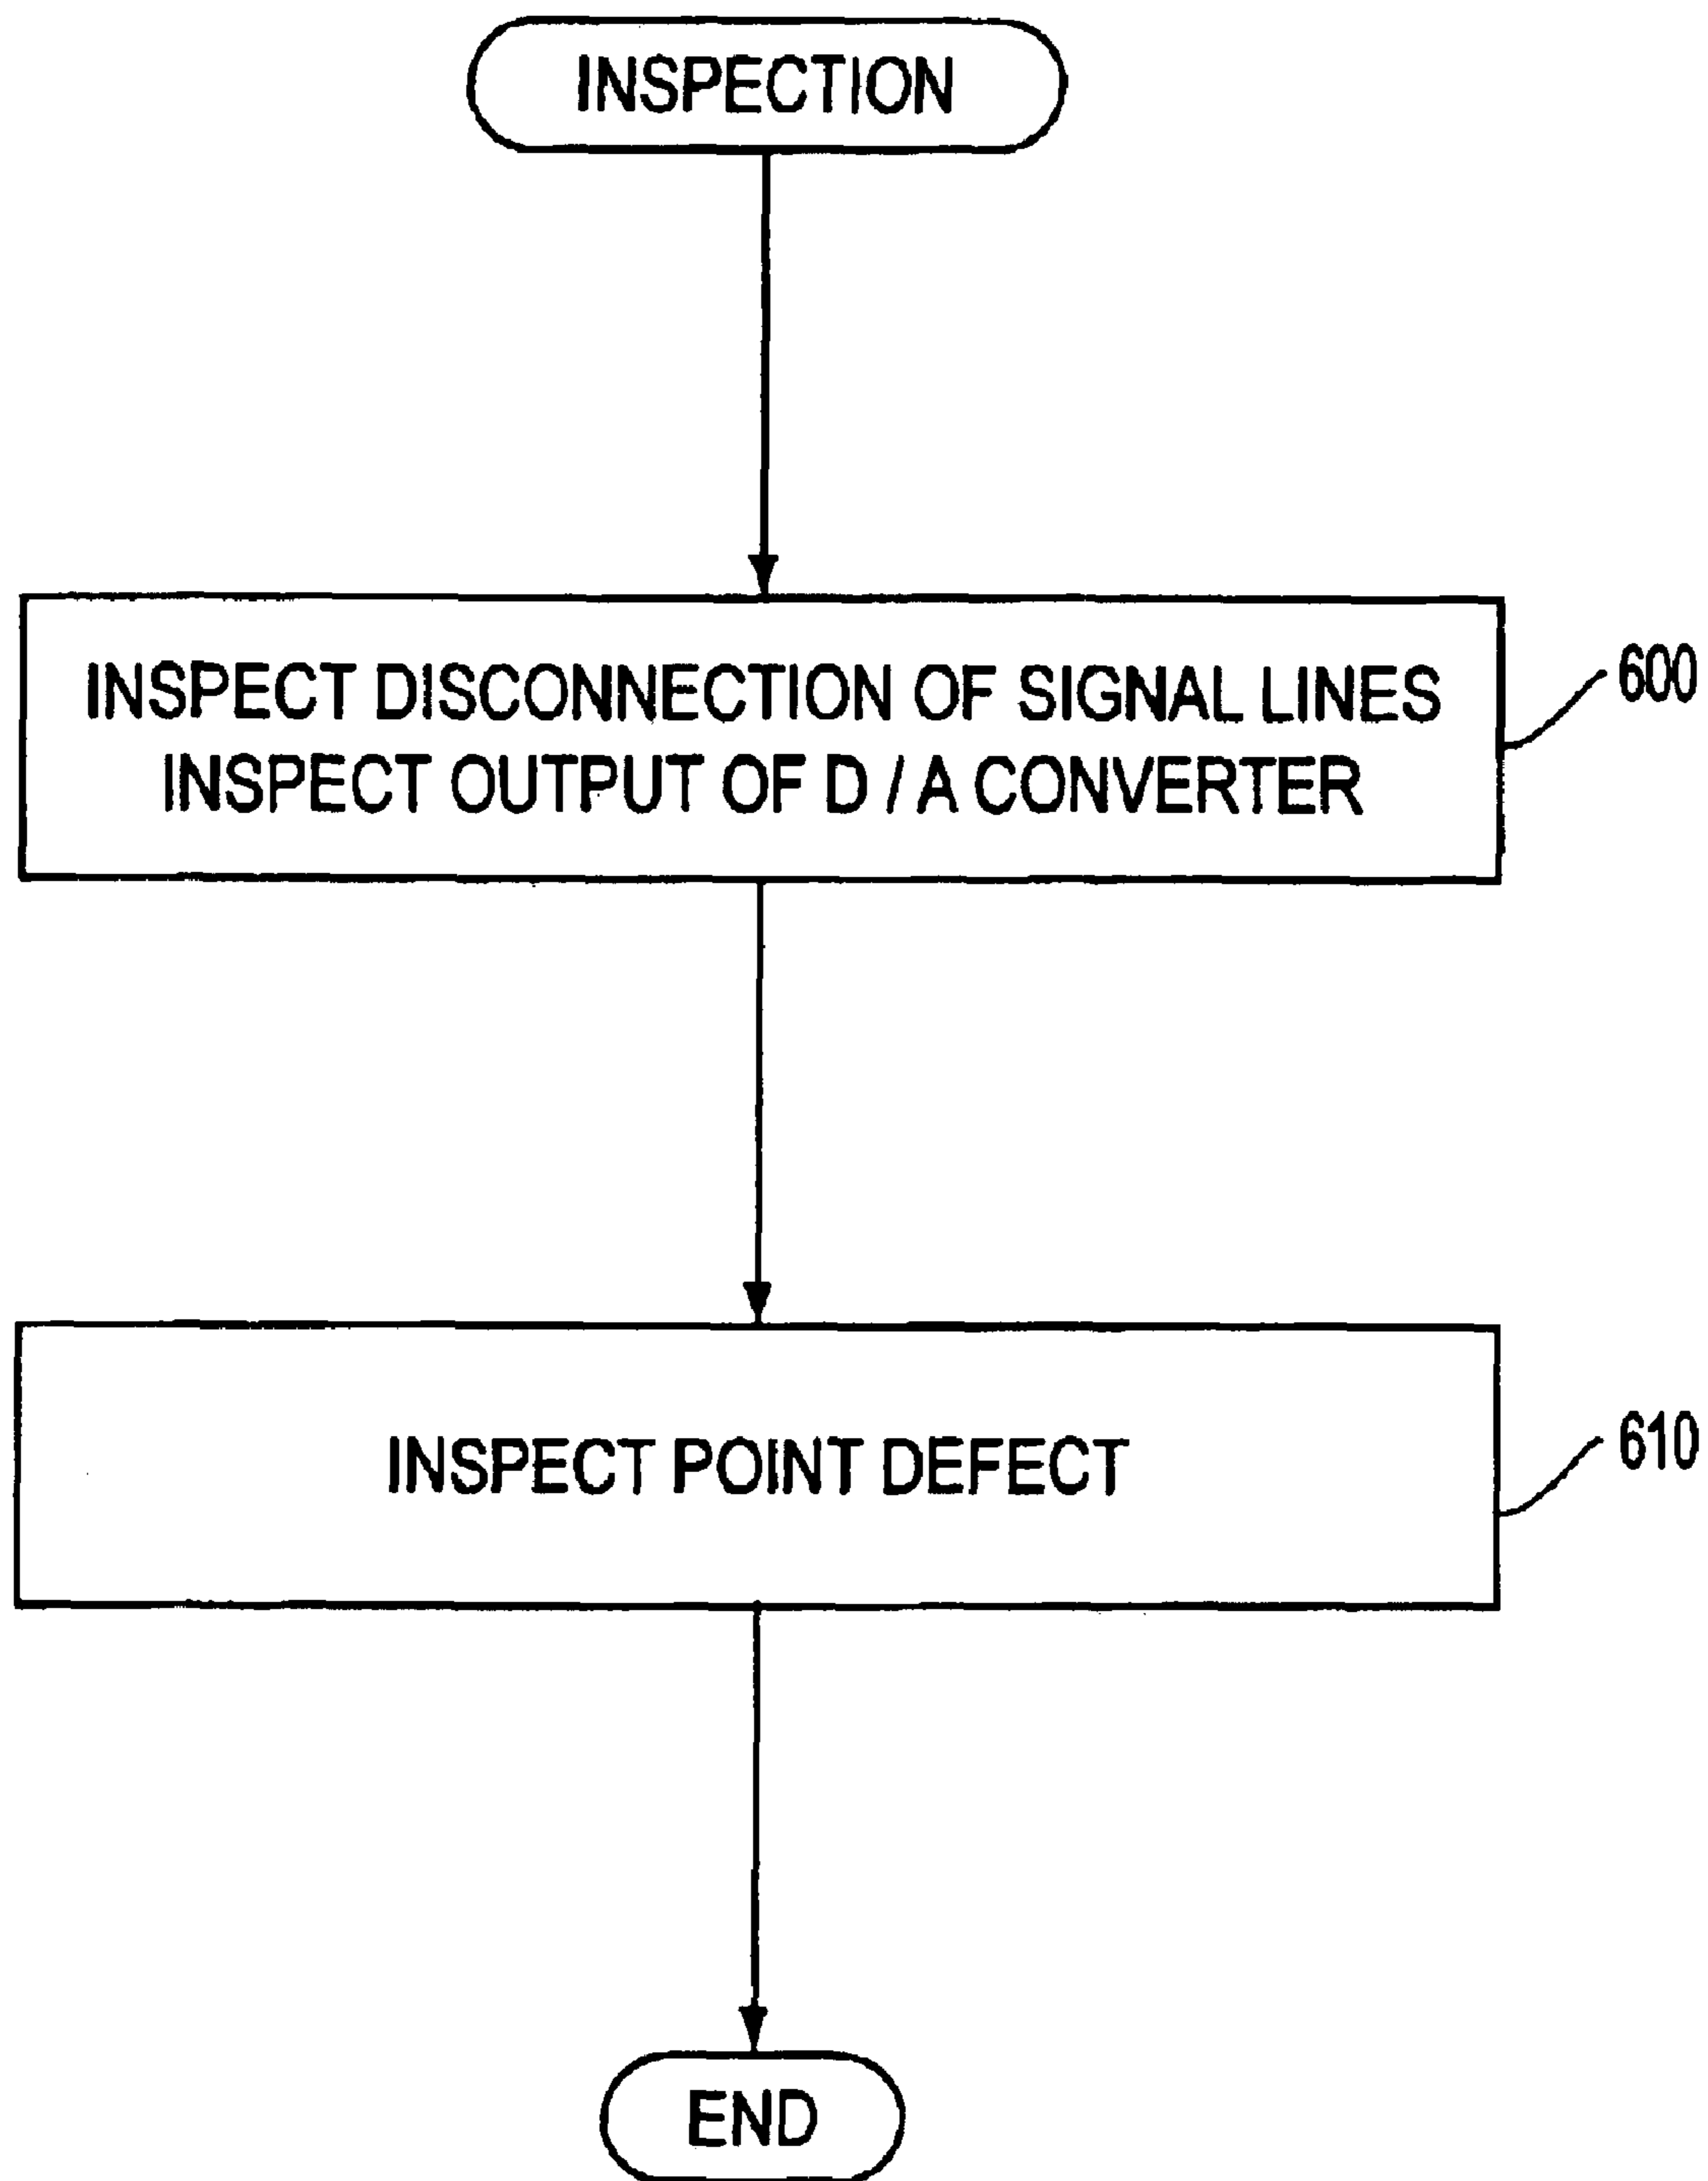 INSPECTION
INSPECT DISCONNECTION OF SIGNAL LINES
INSPECT OUTPUT OF D / A CONVERTER
600
INSPECT POINT DEFECT
610
END